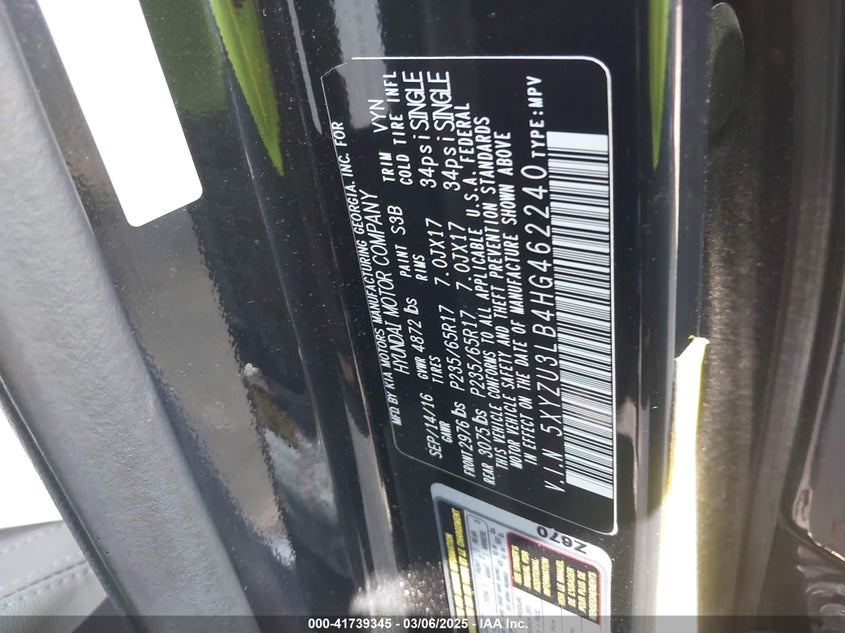 MFD. BY KIA MOTORS MANUFACTURING GEORGIA. INC. FOR
HYUNDAI MOTOR COMPANY
SEP/14/16 GVWR 4872 lbs PAINT S3B TRIM VYN
GAWR TIRES RIMS COLD TIRE INFL
FRONT 2976 lbs P235/65R17 7.0JX17 34psi SINGLE
REAR 3075 lbs P235/65R17 7.0JX17 34psi SINGLE
THIS VEHICLE CONFORMS TO ALL APPLICABLE U.S.A. FEDERAL
MOTOR VEHICLE SAFETY AND THEFT PREVENTION STANDARDS
IN EFFECT ON THE DATE OF MANUFACTURE SHOWN ABOVE
V.I.N 5XYZU3LB4HG462240 TYPE:MPV
Z670
000-41739345 - 03/06/2025 - IAA Inc.